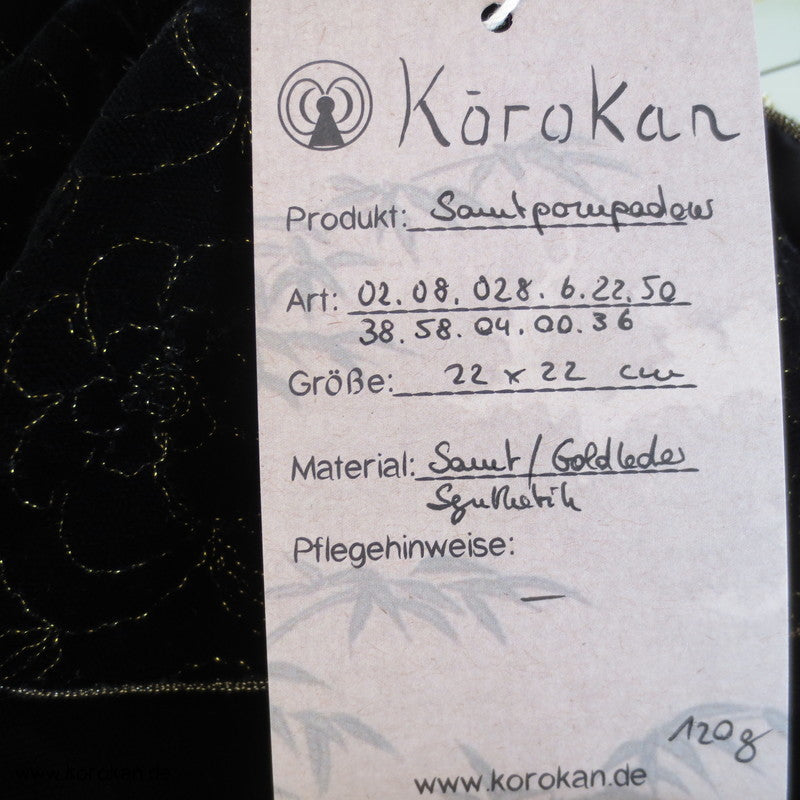 Kōrokan
Produkt: Samtpompadour
Art: 02.08.028.6.22.50
38.58.04.00.36
Größe: 22 x 22 cm
Material: Samt/Goldleder
Synthetik
Pflegehinweise:
—
120g
www.korokan.de
www.korokan.de